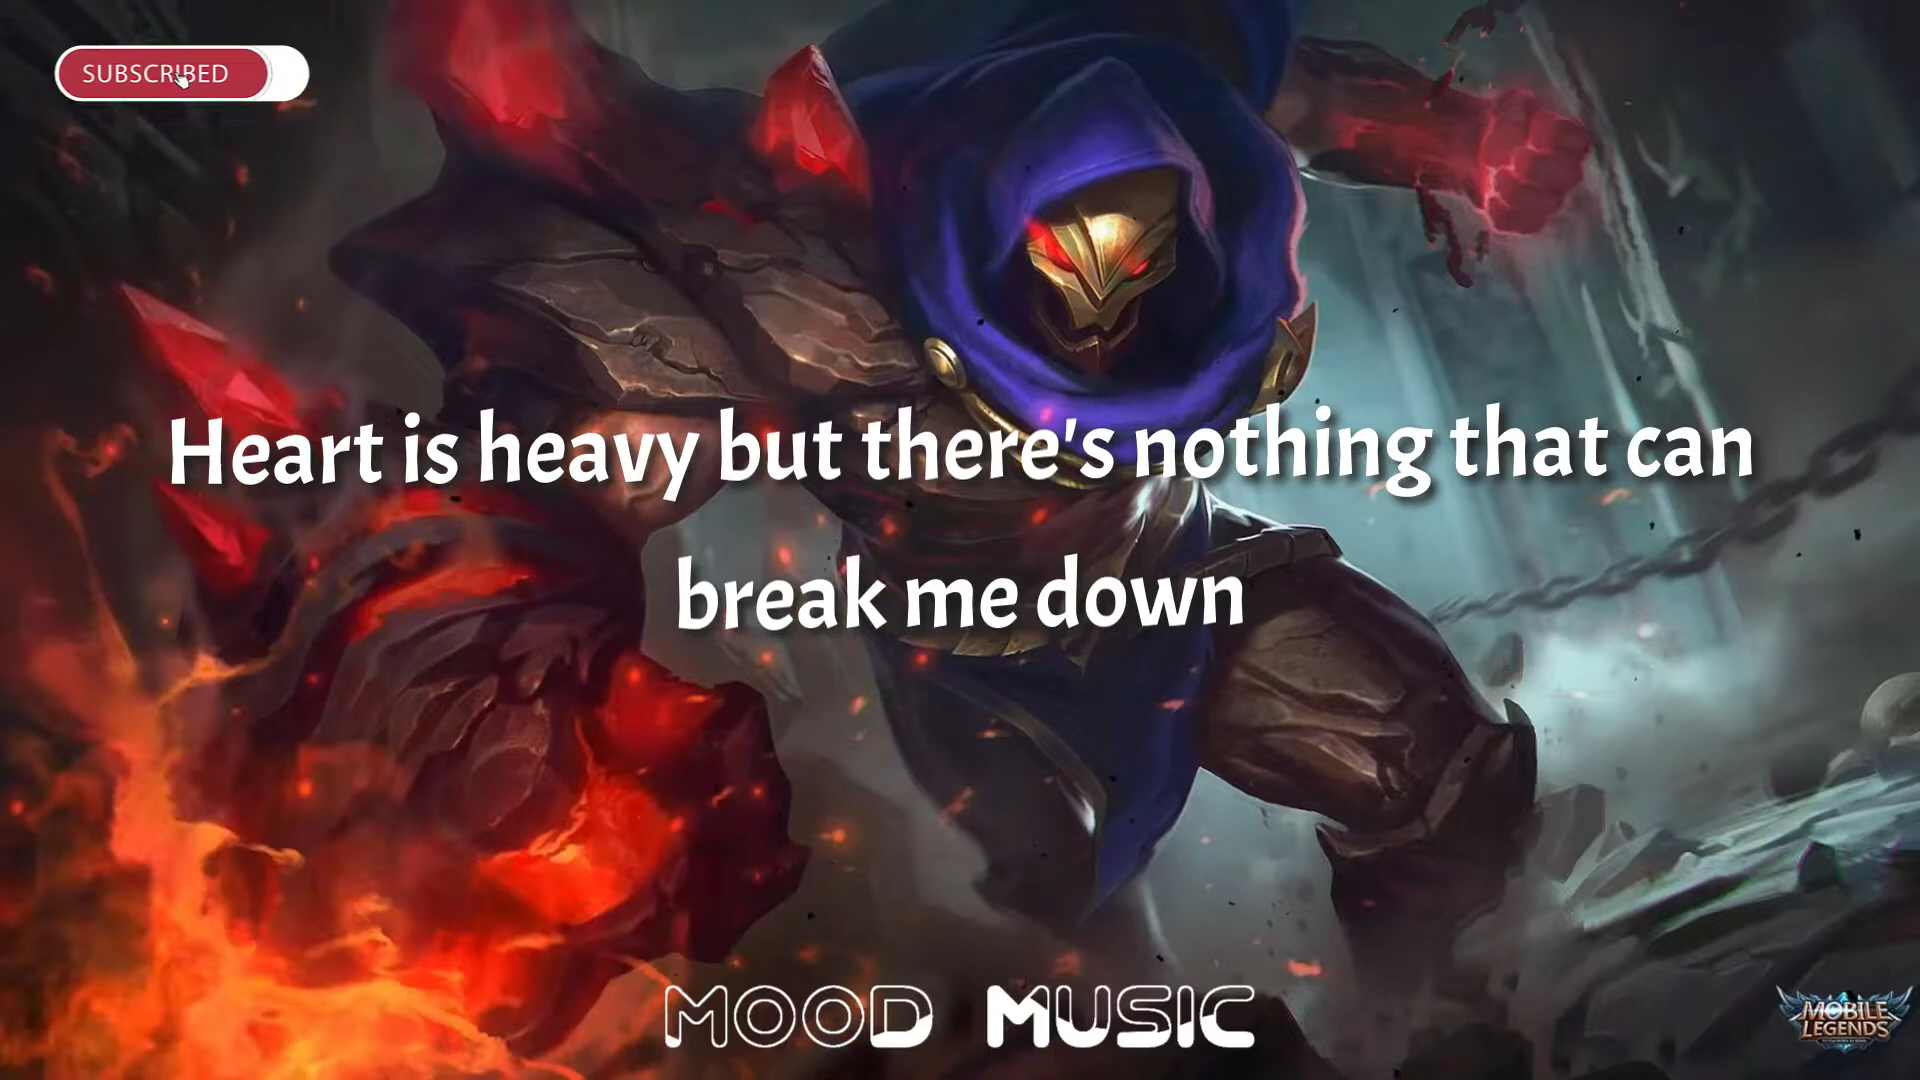 SUBSCRIBED
Heart is heavy but there's nothing that can
break me down
MOOD MUSIC
MOBILE
LEGENDS